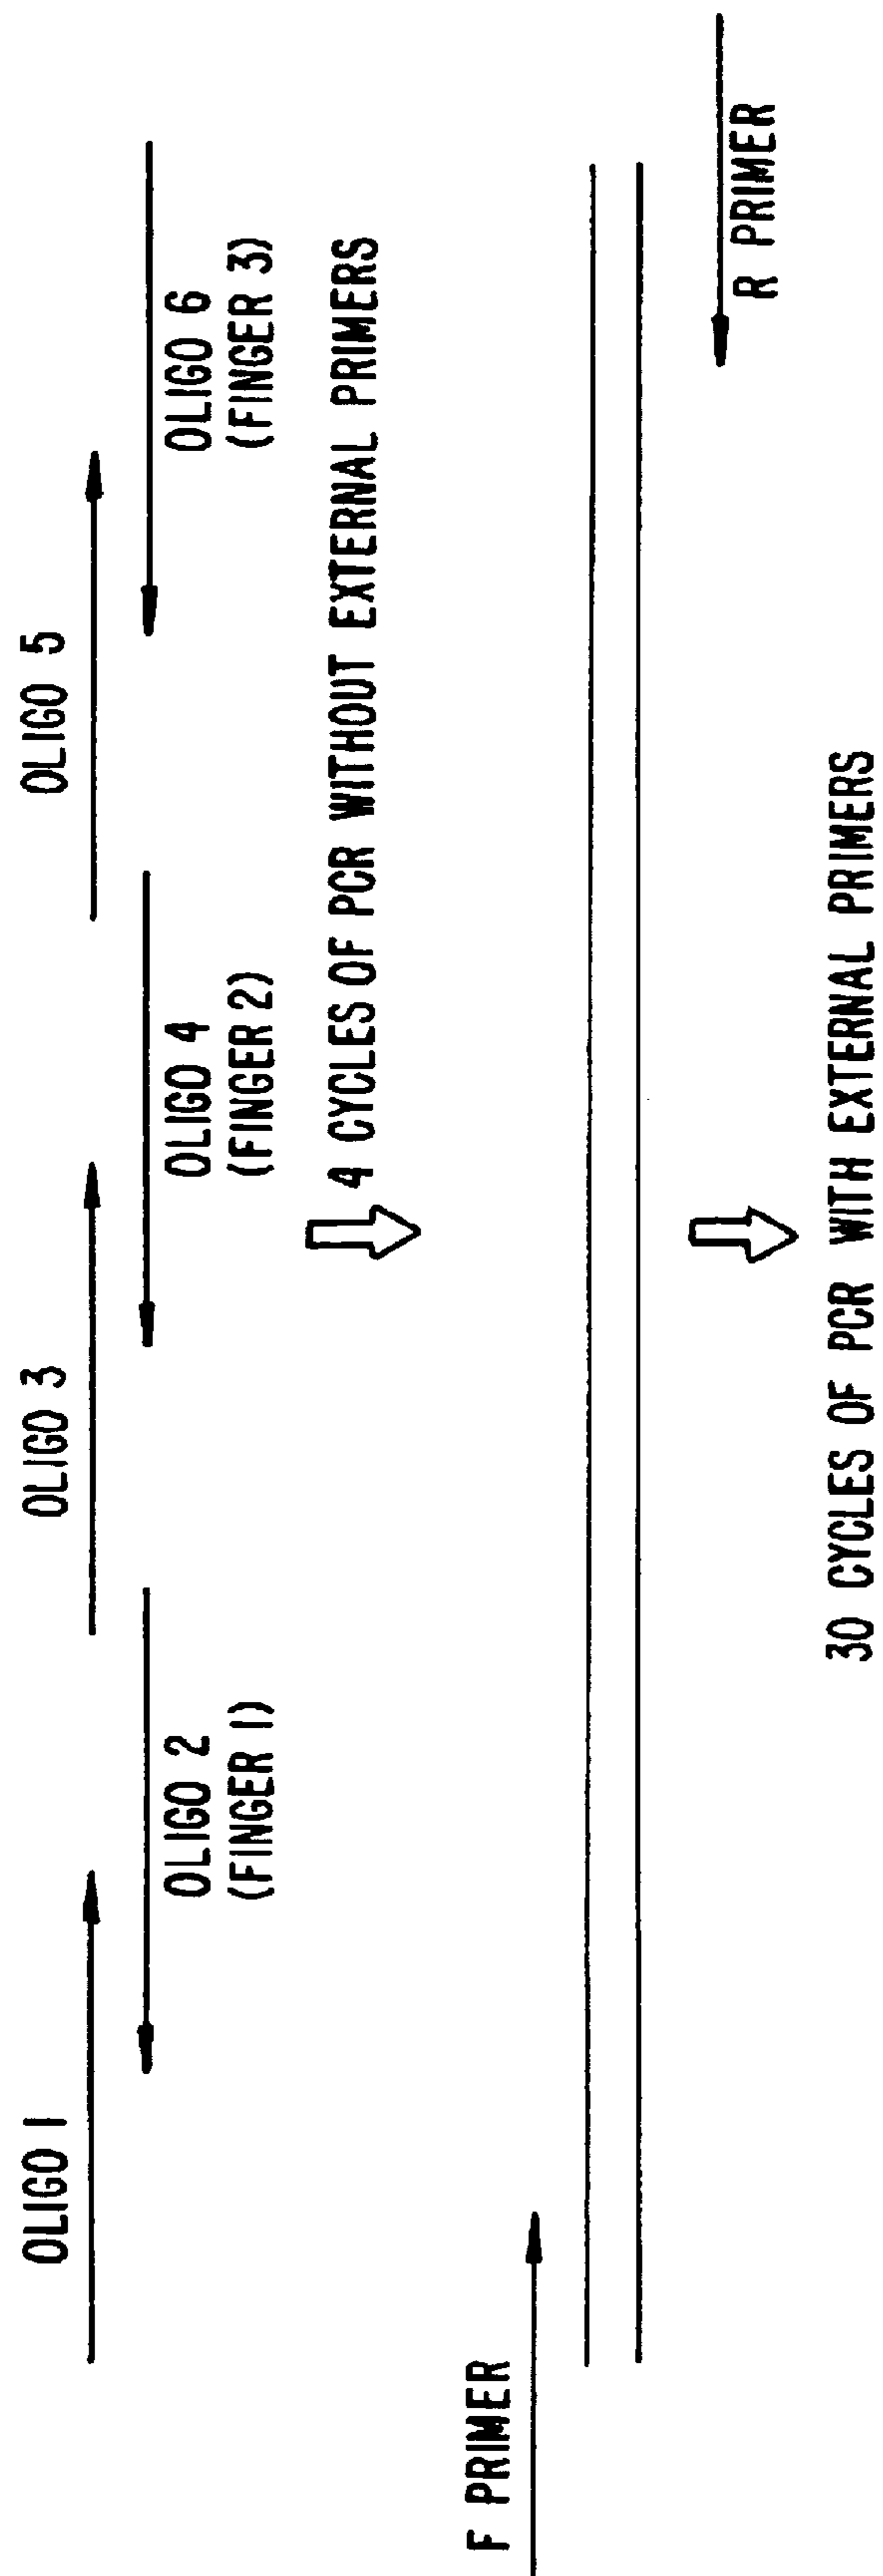 OLIGO 1
OLIGO 3
OLIGO 5
OLIGO 2
(FINGER 1)
OLIGO 4
(FINGER 2)
OLIGO 6
(FINGER 3)
4 CYCLES OF PCR WITHOUT EXTERNAL PRIMERS
F PRIMER
R PRIMER
30 CYCLES OF PCR WITH EXTERNAL PRIMERS